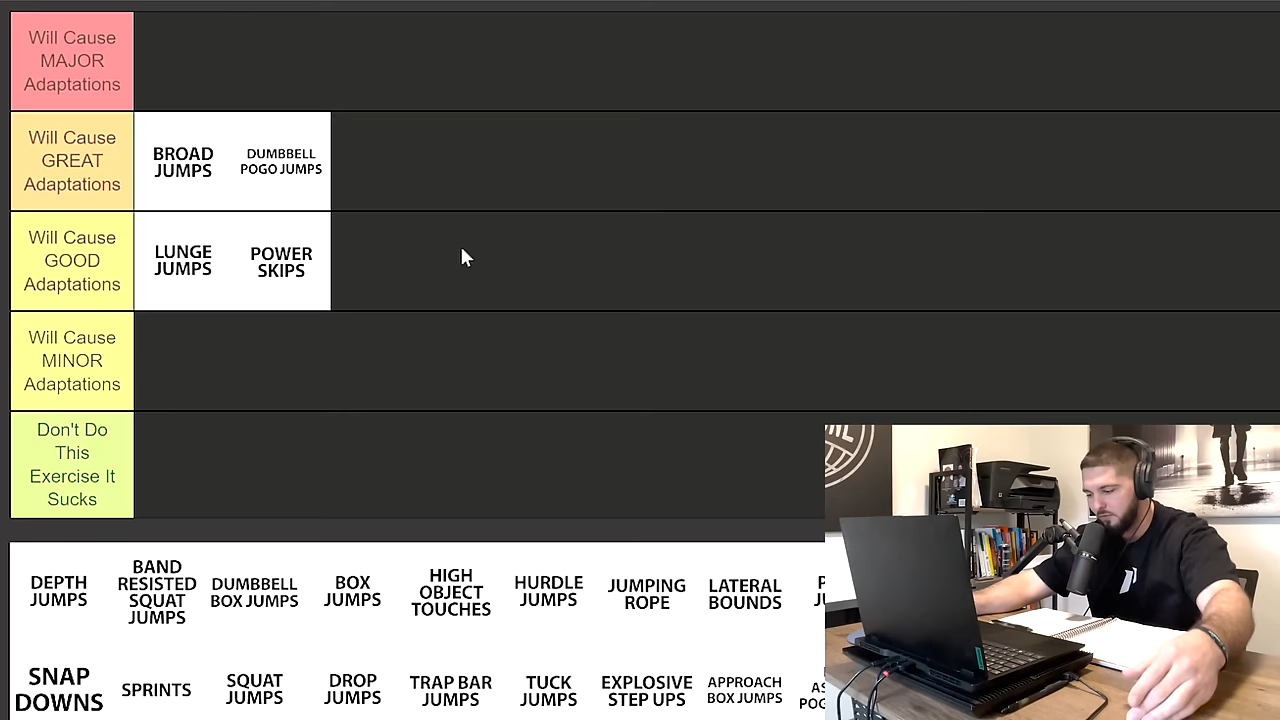 Will Cause
MAJOR
Adaptations
Will Cause
GREAT
Adaptations
BROAD
JUMPS
DUMBBELL
POGO JUMPS
Will Cause
GOOD
Adaptations
LUNGE
JUMPS
POWER
SKIPS
Will Cause
MINOR
Adaptations
Don't Do
This
Exercise It
Sucks
DEPTH
JUMPS
BAND
RESISTED
SQUAT
JUMPS
DUMBBELL
BOX JUMPS
BOX
JUMPS
HIGH
OBJECT
TOUCHES
HURDLE
JUMPS
JUMPING
ROPE
LATERAL
BOUNDS
SNAP
DOWNS
SPRINTS
SQUAT
JUMPS
DROP
JUMPS
TRAP BAR
JUMPS
TUCK
JUMPS
EXPLOSIVE
STEP UPS
APPROACH
BOX JUMPS